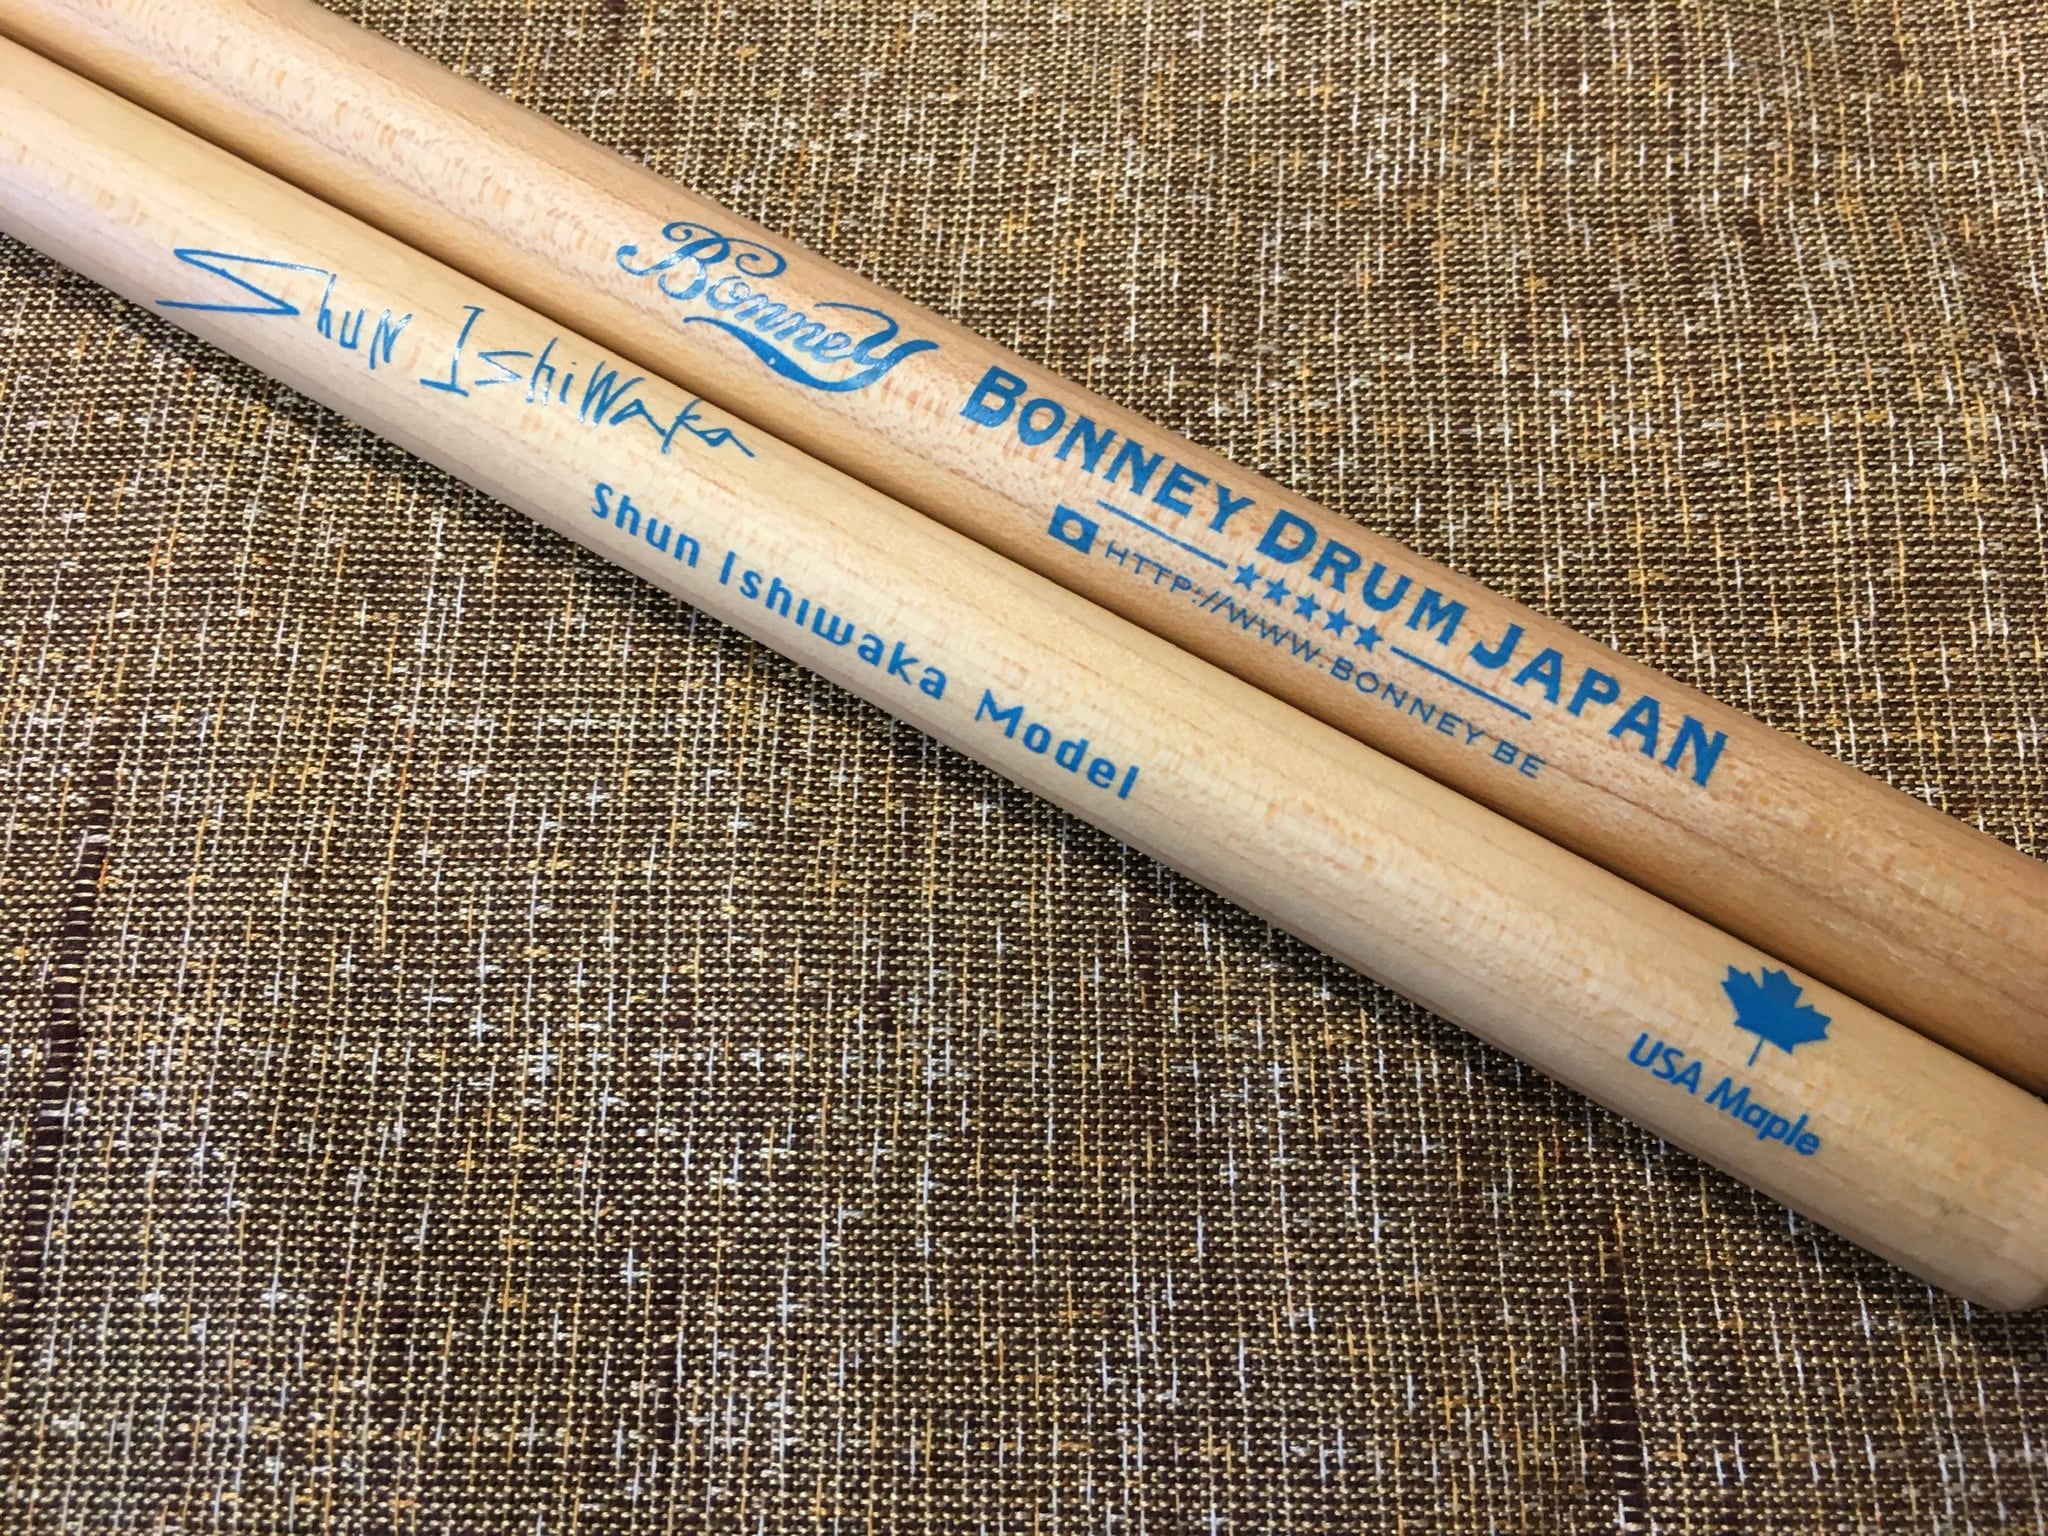 Bonney
BONNEY DRUM JAPAN
HTTP://WWW.BONNEY BE
Shun Ishiwaka
Shun Ishiwaka Model
USA Maple